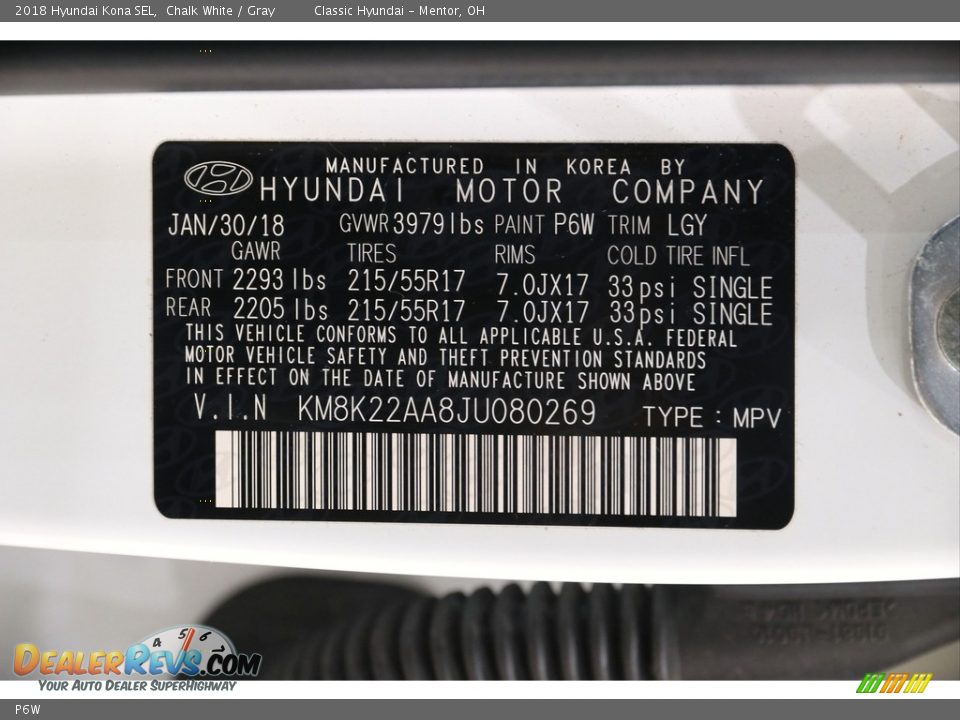 2018 Hyundai Kona SEL, Chalk White / Gray Classic Hyundai - Mentor, OH
MANUFACTURED IN KOREA BY
HYUNDAI MOTOR COMPANY
JAN/30/18 GVWR 3979 lbs PAINT P6W TRIM LGY
GAWR TIRES RIMS COLD TIRE INFL
FRONT 2293 lbs 215/55R17 7.0JX17 33psi SINGLE
REAR 2205 lbs 215/55R17 7.0JX17 33psi SINGLE
THIS VEHICLE CONFORMS TO ALL APPLICABLE U.S.A. FEDERAL
MOTOR VEHICLE SAFETY AND THEFT PREVENTION STANDARDS
IN EFFECT ON THE DATE OF MANUFACTURE SHOWN ABOVE
V.I.N KM8K22AA8JU080269 TYPE : MPV
4 5 6
DEALERREVS.COM
YOUR AUTO DEALER SUPERHIGHWAY
P6W